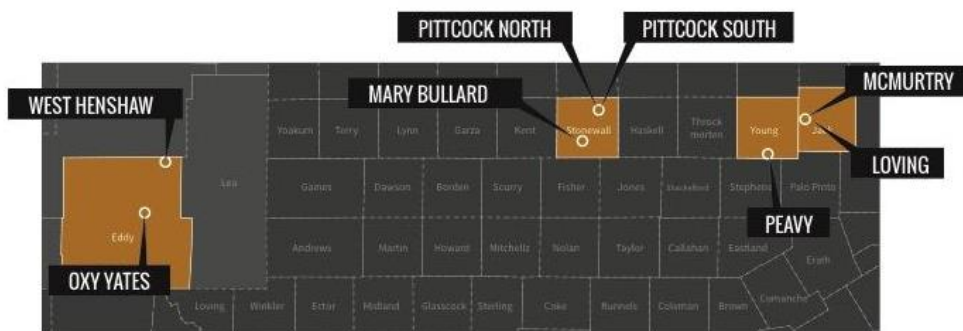 PITTCOCK NORTH
PITTCOCK SOUTH
MCMURTRY
WEST HENSHAW
MARY BULLARD
Yoakum Terry Lynn Garza Kent Stonewall Haskell Throck morton Young Jack
LOVING
Lea
Gaines Dawson Borden Scurry Fisher Jones Shackelford Stephens Palo Pinto
PEAVY
Eddy
Andrews Martin Howard Mitchellz Nolan Taylor Callahan Eastland
Erath
OXY YATES
Loving Winkler Ector Midland Glasscock Sterling Coke Runnels Coleman Brown Comanche